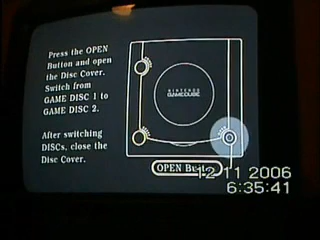 Press the OPEN
Button and open
the Disc Cover.
Switch from
GAME DISC 1 to
GAME DISC 2.
After switching
DISCs, close the
Disc Cover.
NINTENDO
GAMECUBE
OPEN
12 11 2006
6:35:41